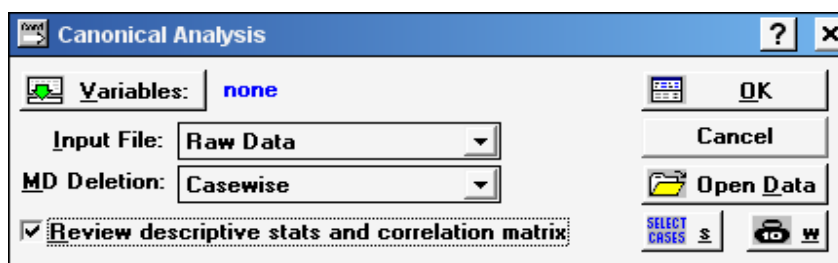 Canonical Analysis
Variables: none
OK
Input File: Raw Data
Cancel
MD Deletion: Casewise
Open Data
Review descriptive stats and correlation matrix
SELECT CASES s
w